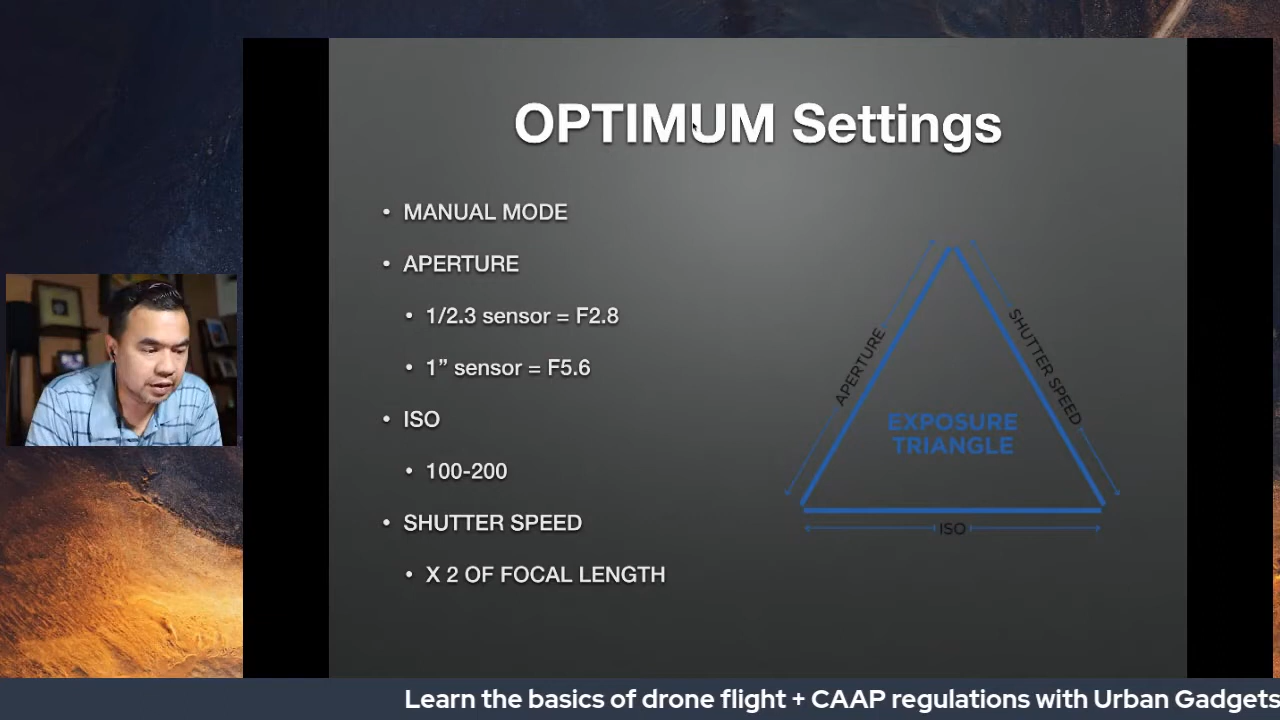 OPTIMUM Settings
• MANUAL MODE
• APERTURE
• 1/2.3 sensor = F2.8
• 1” sensor = F5.6
• ISO
• 100-200
• SHUTTER SPEED
• X 2 OF FOCAL LENGTH
APERTURE
SHUTTER SPEED
EXPOSURE
TRIANGLE
ISO
Learn the basics of drone flight + CAAP regulations with Urban Gadgets